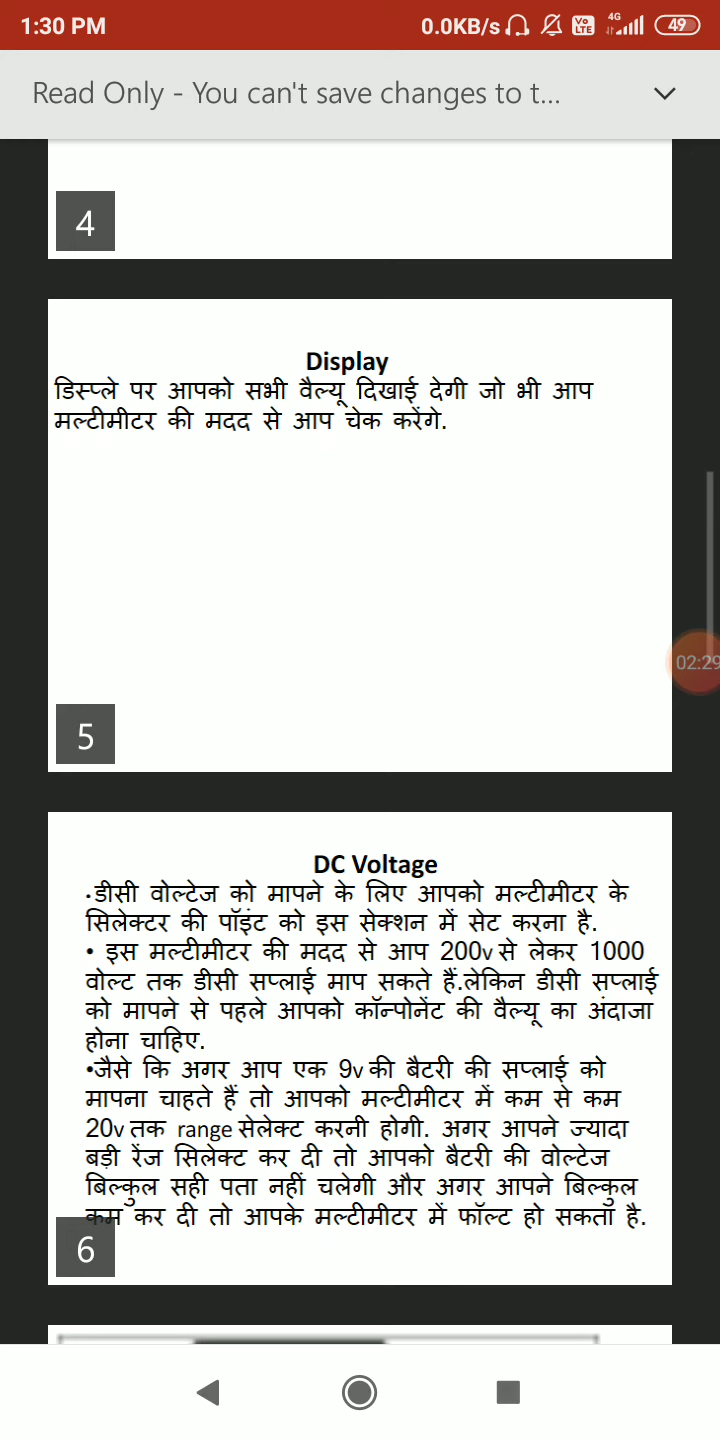 1:30 PM
0.0KB/s
Vo LTE
4G
49
Read Only - You can't save changes to t...
4
Display
डिस्प्ले पर आपको सभी वैल्यू दिखाई देगी जो भी आप
मल्टीमीटर की मदद से आप चेक करेंगे.
02:29
5
DC Voltage
•डीसी वोल्टेज को मापने के लिए आपको मल्टीमीटर के
सिलेक्टर की पॉइंट को इस सेक्शन में सेट करना है.
• इस मल्टीमीटर की मदद से आप 200v से लेकर 1000
वोल्ट तक डीसी सप्लाई माप सकते हैं.लेकिन डीसी सप्लाई
को मापने से पहले आपको कॉम्पोनेंट की वैल्यू का अंदाजा
होना चाहिए.
•जैसे कि अगर आप एक 9v की बैटरी की सप्लाई को
मापना चाहते हैं तो आपको मल्टीमीटर में कम से कम
20v तक range सेलेक्ट करनी होगी. अगर आपने ज्यादा
बड़ी रेंज सिलेक्ट कर दी तो आपको बैटरी की वोल्टेज
बिल्कुल सही पता नहीं चलेगी और अगर आपने बिल्कुल
कम कर दी तो आपके मल्टीमीटर में फॉल्ट हो सकता है.
6